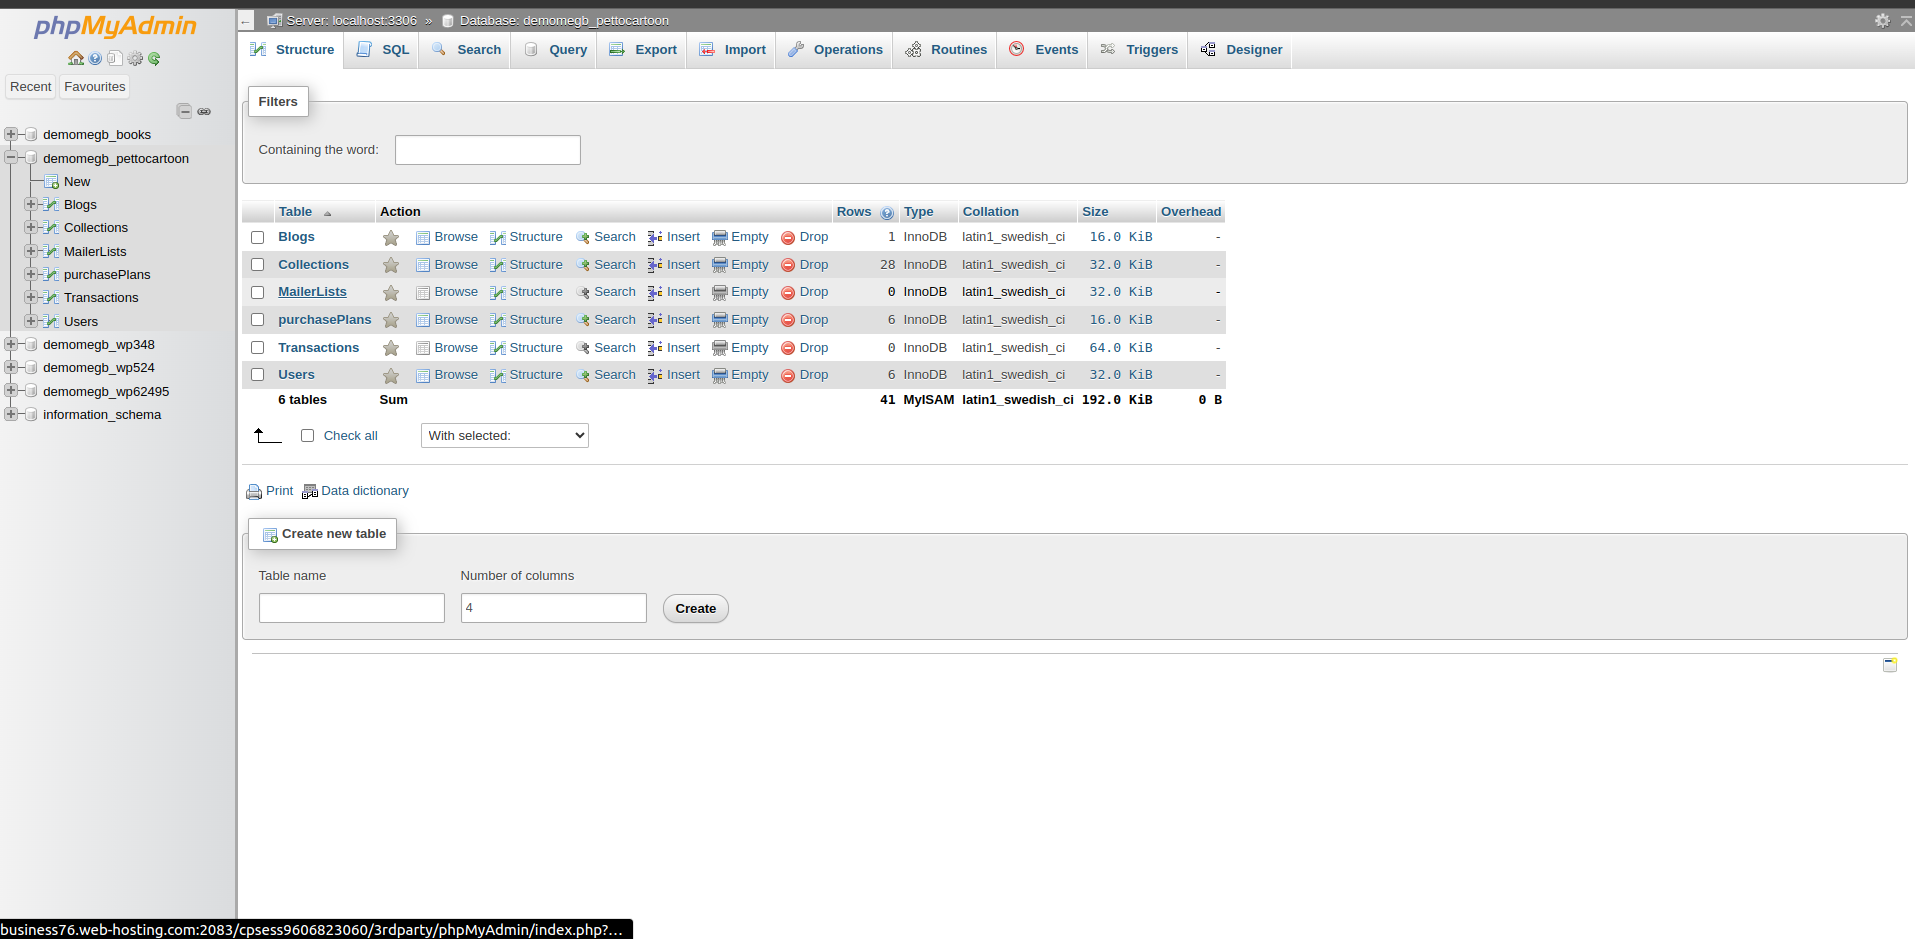 phpMyAdmin
Recent Favourites
demomegb_books
demomegb_pettocartoon
New
Blogs
Collections
MailerLists
purchasePlans
Transactions
Users
demomegb_wp348
demomegb_wp524
demomegb_wp62495
information_schema
← Server: localhost:3306 » Database: demomegb_pettocartoon
Structure SQL Search Query Export Import Operations Routines Events Triggers Designer
Filters
Containing the word:
Table Action Rows Type Collation Size Overhead
Blogs Browse Structure Search Insert Empty Drop 1 InnoDB latin1_swedish_ci 16.0 KiB -
Collections Browse Structure Search Insert Empty Drop 28 InnoDB latin1_swedish_ci 32.0 KiB -
MailerLists Browse Structure Search Insert Empty Drop 0 InnoDB latin1_swedish_ci 32.0 KiB -
purchasePlans Browse Structure Search Insert Empty Drop 6 InnoDB latin1_swedish_ci 16.0 KiB -
Transactions Browse Structure Search Insert Empty Drop 0 InnoDB latin1_swedish_ci 64.0 KiB -
Users Browse Structure Search Insert Empty Drop 6 InnoDB latin1_swedish_ci 32.0 KiB -
6 tables Sum 41 MyISAM latin1_swedish_ci 192.0 KiB 0 B
Check all With selected:
Print Data dictionary
Create new table
Table name Number of columns
4 Create
business76.web-hosting.com:2083/cpsess9606823060/3rdparty/phpMyAdmin/index.php?...